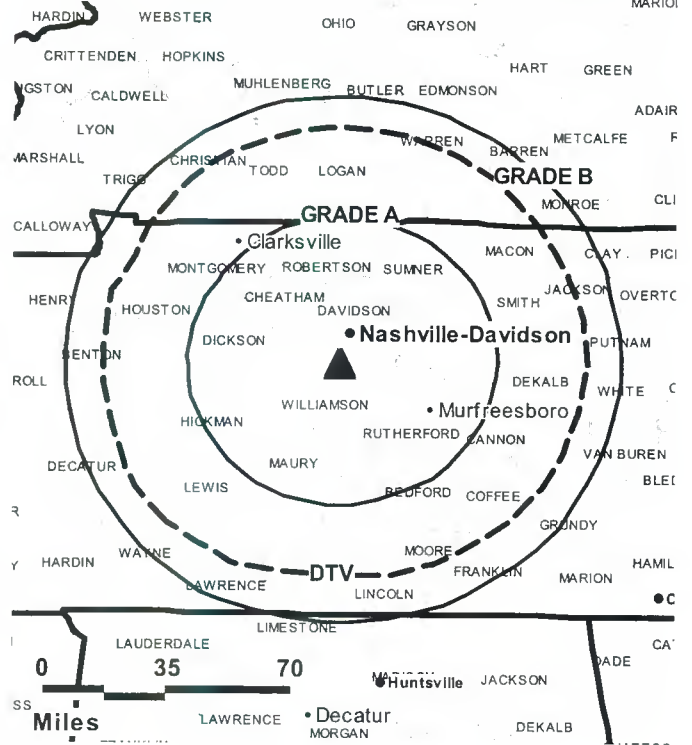 HARDIN WEBSTER OHIO GRAYSON
CRITTENDEN HOPKINS
HART GREEN
MUHLENBERG BUTLER EDMONSON
CALDWELL
ADAIR
LYON
WARREN METCALFE
MARSHALL CHRISTIAN BARREN
TODD LOGAN
TRIGG GRADE B
MONROE
GRADE A
CALLOWAY
Clarksville
MACON CLAY
MONTGOMERY ROBERTSON SUMNER
HENRY CHEATHAM JACKSON
HOUSTON DAVIDSON SMITH
DICKSON Nashville-Davidson PUTNAM
BENTON
DEKALB WHITE
WILLIAMSON Murfreesboro
HICKMAN
RUTHERFORD CANNON
MAURY VAN BUREN
DECATUR
LEWIS BEDFORD COFFEE
GRUNDY
WAYNE MOORE
HARDIN DTV FRANKLIN MARION
LAWRENCE LINCOLN
LIMESTONE
LAUDERDALE
0 35 70
Huntsville JACKSON
Miles LAWRENCE Decatur
MORGAN DEKALB